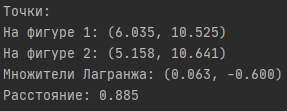 Точки:
На фигуре 1: (6.035, 10.525)
На фигуре 2: (5.158, 10.641)
Множители Лагранжа: (0.063, -0.600)
Расстояние: 0.885